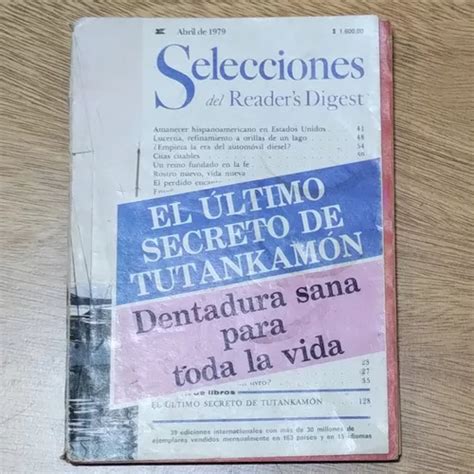 Abril de 1979
$ 1.600.00
Selecciones
del Reader's Digest
Amanecer hispanoamericano en Estados Unidos 41
Lucerna, refinamiento a orillas de un lago 48
¿Empieza la era del automóvil diesel? 54
Citas citables
Un reino fundado en la fe
Rostro nuevo, vida nueva
El perdido
EL ÚLTIMO
SECRETO DE
TUTANKAMÓN
Dentadura sana
para
toda la vida
27
35
de libros
EL ÚLTIMO SECRETO DE TUTANKAMÓN 128
39 ediciones internacionales con más de 30 millones de
ejemplares vendidos mensualmente en 163 países y en 15 idiomas